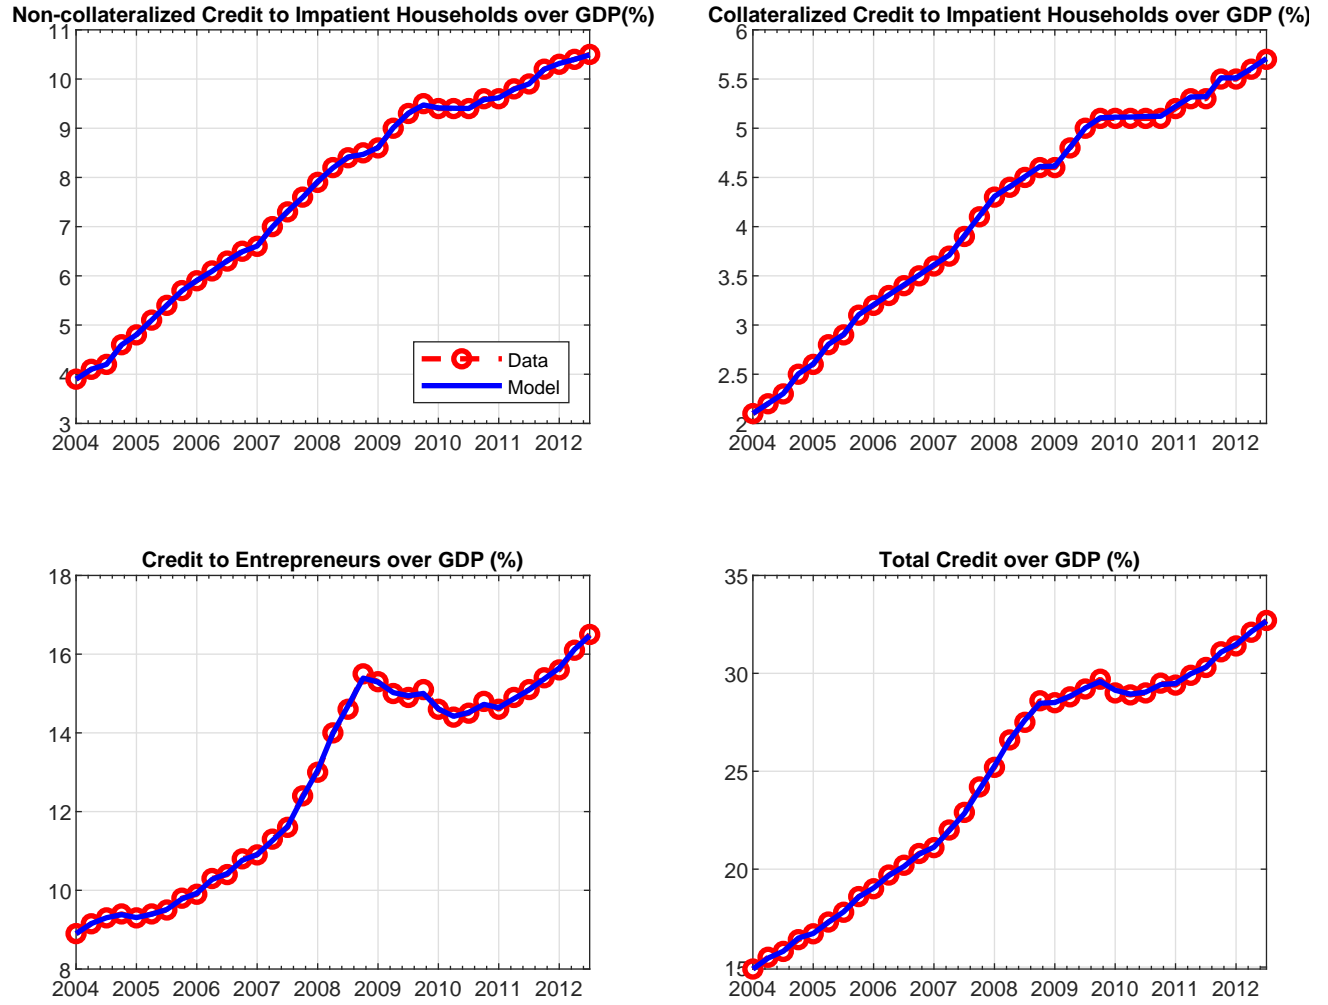 Non-collateralized Credit to Impatient Households over GDP(%)
11
10
9
8
7
6
5
4
3
2004 2005 2006 2007 2008 2009 2010 2011 2012
Data
Model
Collateralized Credit to Impatient Households over GDP (%)
6
5.5
5
4.5
4
3.5
3
2.5
2
2004 2005 2006 2007 2008 2009 2010 2011 2012
Credit to Entrepreneurs over GDP (%)
18
16
14
12
10
8
2004 2005 2006 2007 2008 2009 2010 2011 2012
Total Credit over GDP (%)
35
30
25
20
15
2004 2005 2006 2007 2008 2009 2010 2011 2012